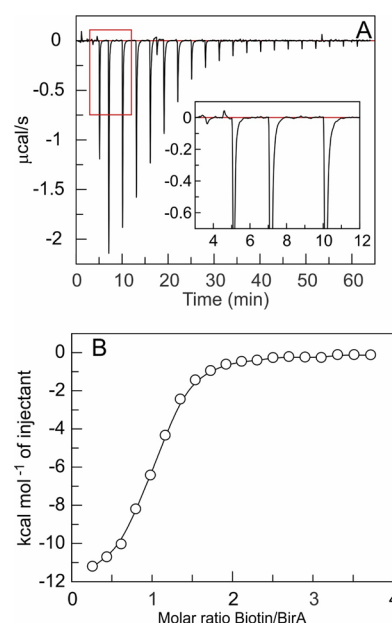 A
0
-0.5
-1
-1.5
-2
μcal/s
0
-0.2
-0.4
-0.6
4 6 8 10 12
0 10 20 30 40 50 60
Time (min)
B
0
-2
-4
-6
-8
-10
-12
kcal mol⁻¹ of injectant
0 1 2 3 4
Molar ratio Biotin/BirA